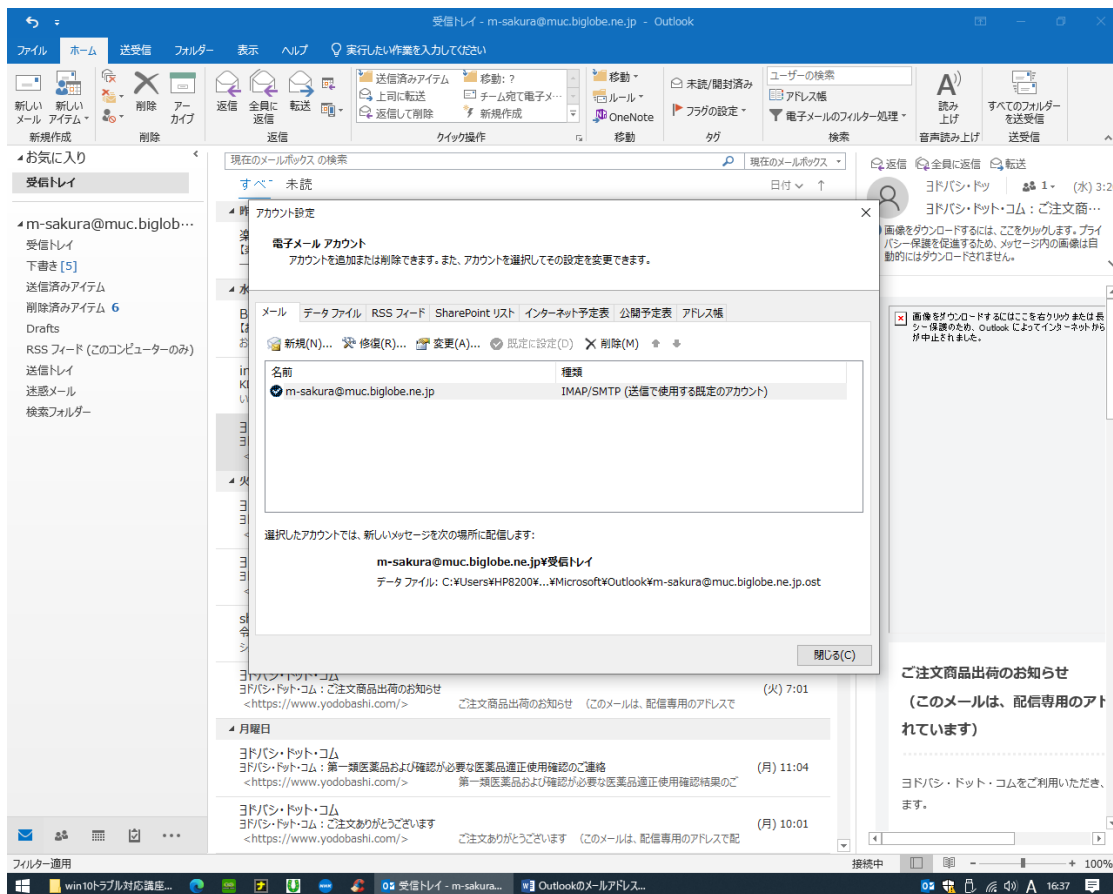 受信トレイ - m-sakura@muc.biglobe.ne.jp - Outlook
ファイル ホーム 送受信 フォルダー 表示 ヘルプ 実行したい作業を入力してください
新しい メール
新しい アイテム
新規作成
削除
アーカイブ
削除
返信
全員に 返信
転送
返信
送信済みアイテム
上司に転送
返信して削除
移動: ?
チーム宛て電子メ…
新規作成
クイック操作
移動
ルール
OneNote
移動
未読/開封済み
フラグの設定
タグ
ユーザーの検索
アドレス帳
電子メールのフィルター処理
検索
読み 上げ
音声読み上げ
すべてのフォルダー を送受信
送受信
お気に入り
受信トレイ
m-sakura@muc.biglob…
受信トレイ
下書き [5]
送信済みアイテム
削除済みアイテム 6
Drafts
RSS フィード (このコンピューターのみ)
送信トレイ
迷惑メール
検索フォルダー
現在のメールボックス の検索
現在のメールボックス
未読
日付
アカウント設定
電子メール アカウント
アカウントを追加または削除できます。また、アカウントを選択してその設定を変更できます。
メール データ ファイル RSS フィード SharePoint リスト インターネット予定表 公開予定表 アドレス帳
新規(N)... 修復(R)... 変更(A)... 既定に設定(D) 削除(M)
名前 種類
m-sakura@muc.biglobe.ne.jp IMAP/SMTP (送信で使用する既定のアカウント)
選択したアカウントでは、新しいメッセージを次の場所に配信します:
m-sakura@muc.biglobe.ne.jp¥受信トレイ
データ ファイル: C:¥Users¥HP8200¥...¥Microsoft¥Outlook¥m-sakura@muc.biglobe.ne.jp.ost
閉じる(C)
ヨドバシ・ドット・コム
ヨドバシ・ドット・コム：ご注文商品出荷のお知らせ (火) 7:01
<https://www.yodobashi.com/> ご注文商品出荷のお知らせ （このメールは、配信専用のアドレスで
月曜日
ヨドバシ・ドット・コム
ヨドバシ・ドット・コム：第一類医薬品および確認が必要な医薬品適正使用確認のご連絡 (月) 11:04
<https://www.yodobashi.com/> 第一類医薬品および確認が必要な医薬品適正使用確認結果のご
ヨドバシ・ドット・コム
ヨドバシ・ドット・コム：ご注文ありがとうございます (月) 10:01
<https://www.yodobashi.com/> ご注文ありがとうございます （このメールは、配信専用のアドレスで配
返信 全員に返信 転送
ヨドバシ・ドッ 1 (水) 3:2
ヨドバシ・ドット・コム：ご注文商…
画像をダウンロードするには、ここをクリックします。プライ
バシー保護を促進するため、メッセージ内の画像は自
動的にはダウンロードされません。
画像をダウンロードするにはここを右クリックまたは長
シー保護のため、Outlook によってインターネットから
が中止されました。
ご注文商品出荷のお知らせ
（このメールは、配信専用のアド
れています）
ヨドバシ・ドット・コムをご利用いただき、
ます。
フィルター適用
接続中
100%
win10トラブル対応講座...
受信トレイ - m-sakura...
Outlookのメールアドレス...
A 16:37